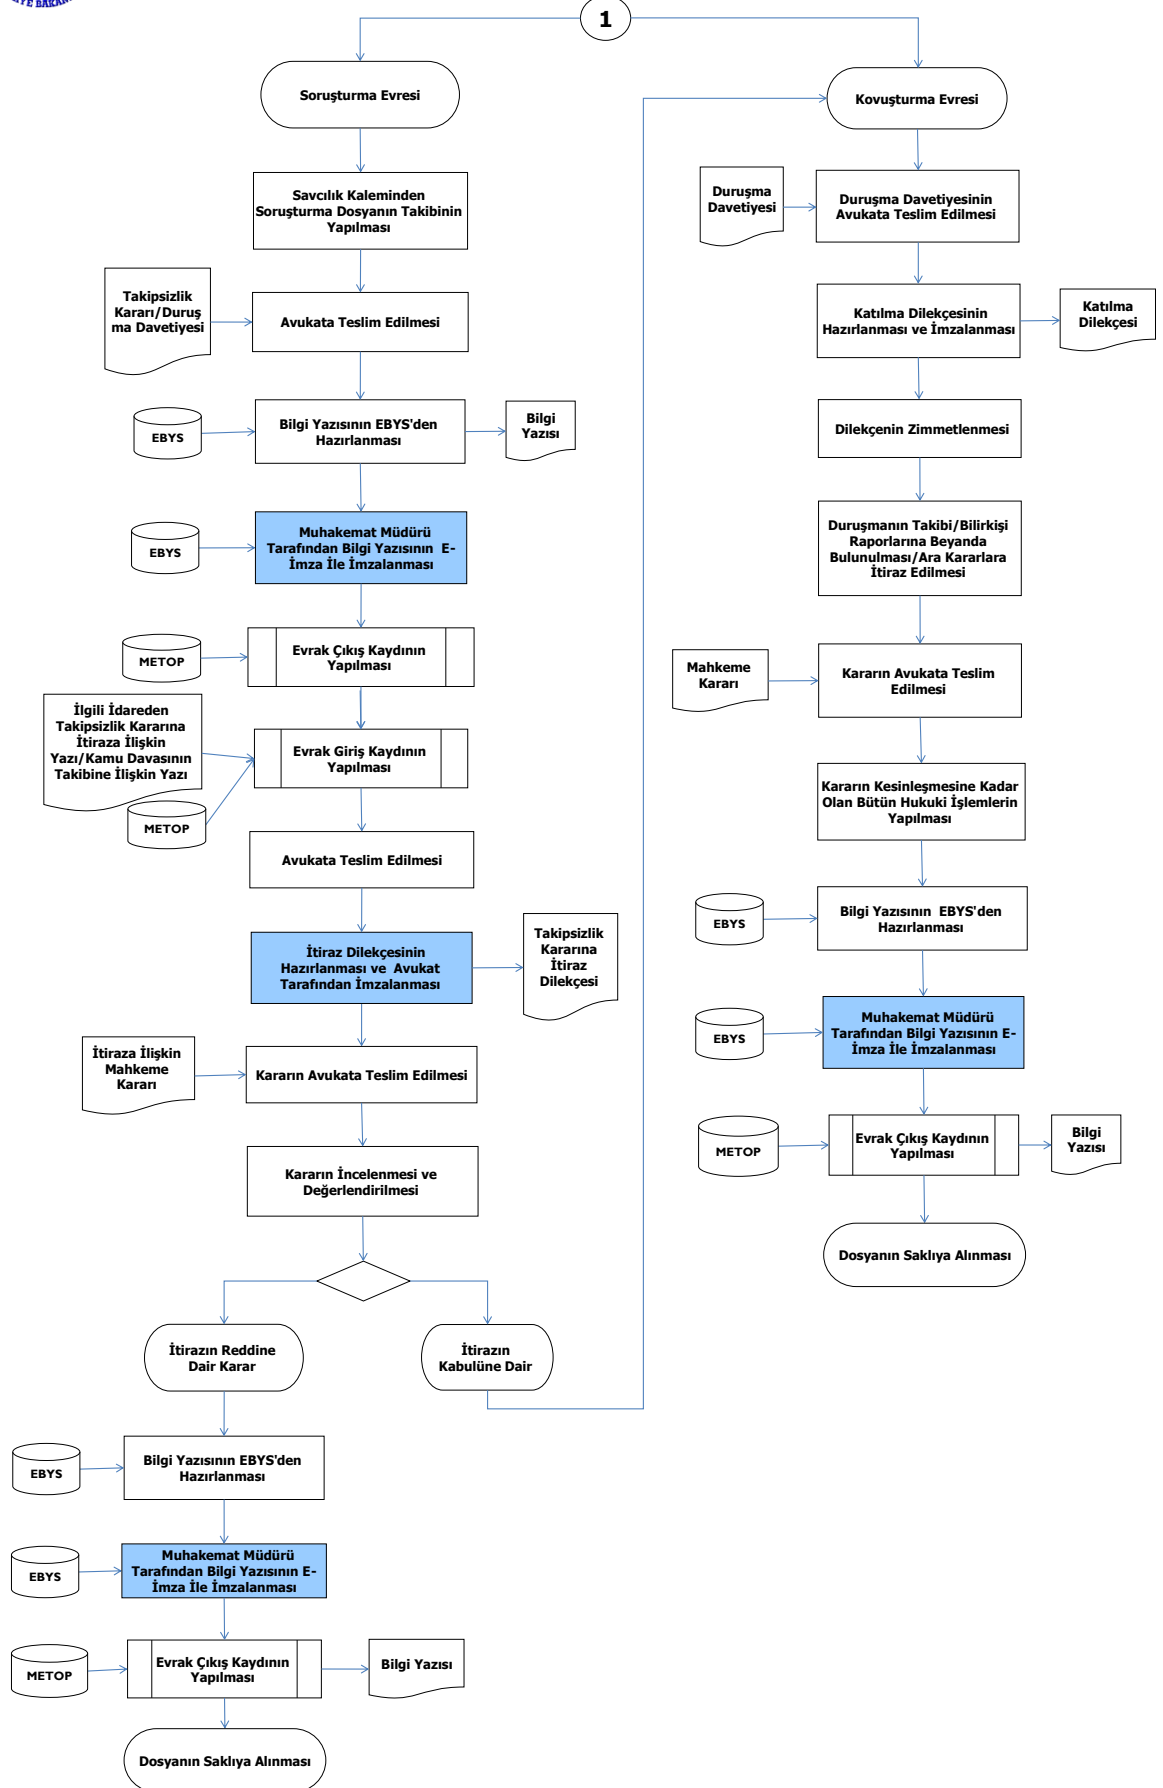 1
Soruşturma Evresi
Savcılık Kaleminden
Soruşturma Dosyanın Takibinin
Yapılması
Takipsizlik
Kararı/Duruş
ma Davetiyesi
Avukata Teslim Edilmesi
EBYS
Bilgi Yazısının EBYS'den
Hazırlanması
Bilgi
Yazısı
EBYS
Muhakemat Müdürü
Tarafından Bilgi Yazısının E-
İmza İle İmzalanması
METOP
Evrak Çıkış Kaydının
Yapılması
İlgili İdareden
Takipsizlik Kararına
İtiraza İlişkin
Yazı/Kamu Davasının
Takibine İlişkin Yazı
METOP
Evrak Giriş Kaydının
Yapılması
Avukata Teslim Edilmesi
İtiraz Dilekçesinin
Hazırlanması ve Avukat
Tarafından İmzalanması
Takipsizlik
Kararına
İtiraz
Dilekçesi
İtiraza İlişkin
Mahkeme
Kararı
Kararın Avukata Teslim Edilmesi
Kararın İncelenmesi ve
Değerlendirilmesi
İtirazın Reddine
Dair Karar
İtirazın
Kabulüne Dair
EBYS
Bilgi Yazısının EBYS'den
Hazırlanması
EBYS
Muhakemat Müdürü
Tarafından Bilgi Yazısının E-
İmza İle İmzalanması
METOP
Evrak Çıkış Kaydının
Yapılması
Bilgi Yazısı
Dosyanın Saklıya Alınması
Kovuşturma Evresi
Duruşma
Davetiyesi
Duruşma Davetiyesinin
Avukata Teslim Edilmesi
Katılma Dilekçesinin
Hazırlanması ve İmzalanması
Katılma
Dilekçesi
Dilekçenin Zimmetlenmesi
Duruşmanın Takibi/Bilirkişi
Raporlarına Beyanda
Bulunulması/Ara Kararlara
İtiraz Edilmesi
Mahkeme
Kararı
Kararın Avukata Teslim
Edilmesi
Kararın Kesinleşmesine Kadar
Olan Bütün Hukuki İşlemlerin
Yapılması
EBYS
Bilgi Yazısının EBYS'den
Hazırlanması
EBYS
Muhakemat Müdürü
Tarafından Bilgi Yazısının E-
İmza İle İmzalanması
METOP
Evrak Çıkış Kaydının
Yapılması
Bilgi
Yazısı
Dosyanın Saklıya Alınması